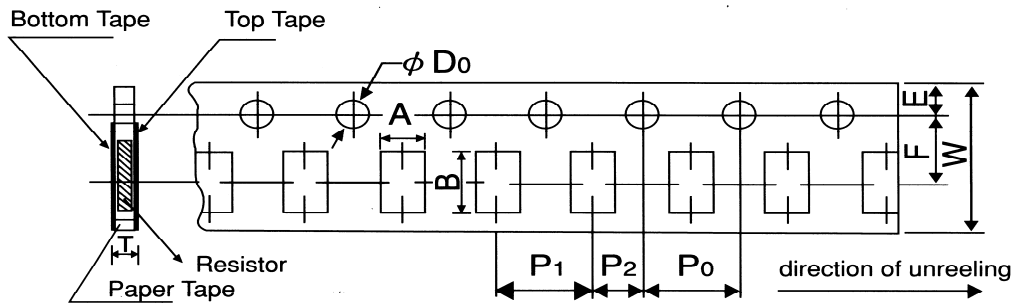 Bottom Tape
Top Tape
ϕ D0
A
B
E
F
W
T
Resistor
Paper Tape
P1
P2
P0
direction of unreeling